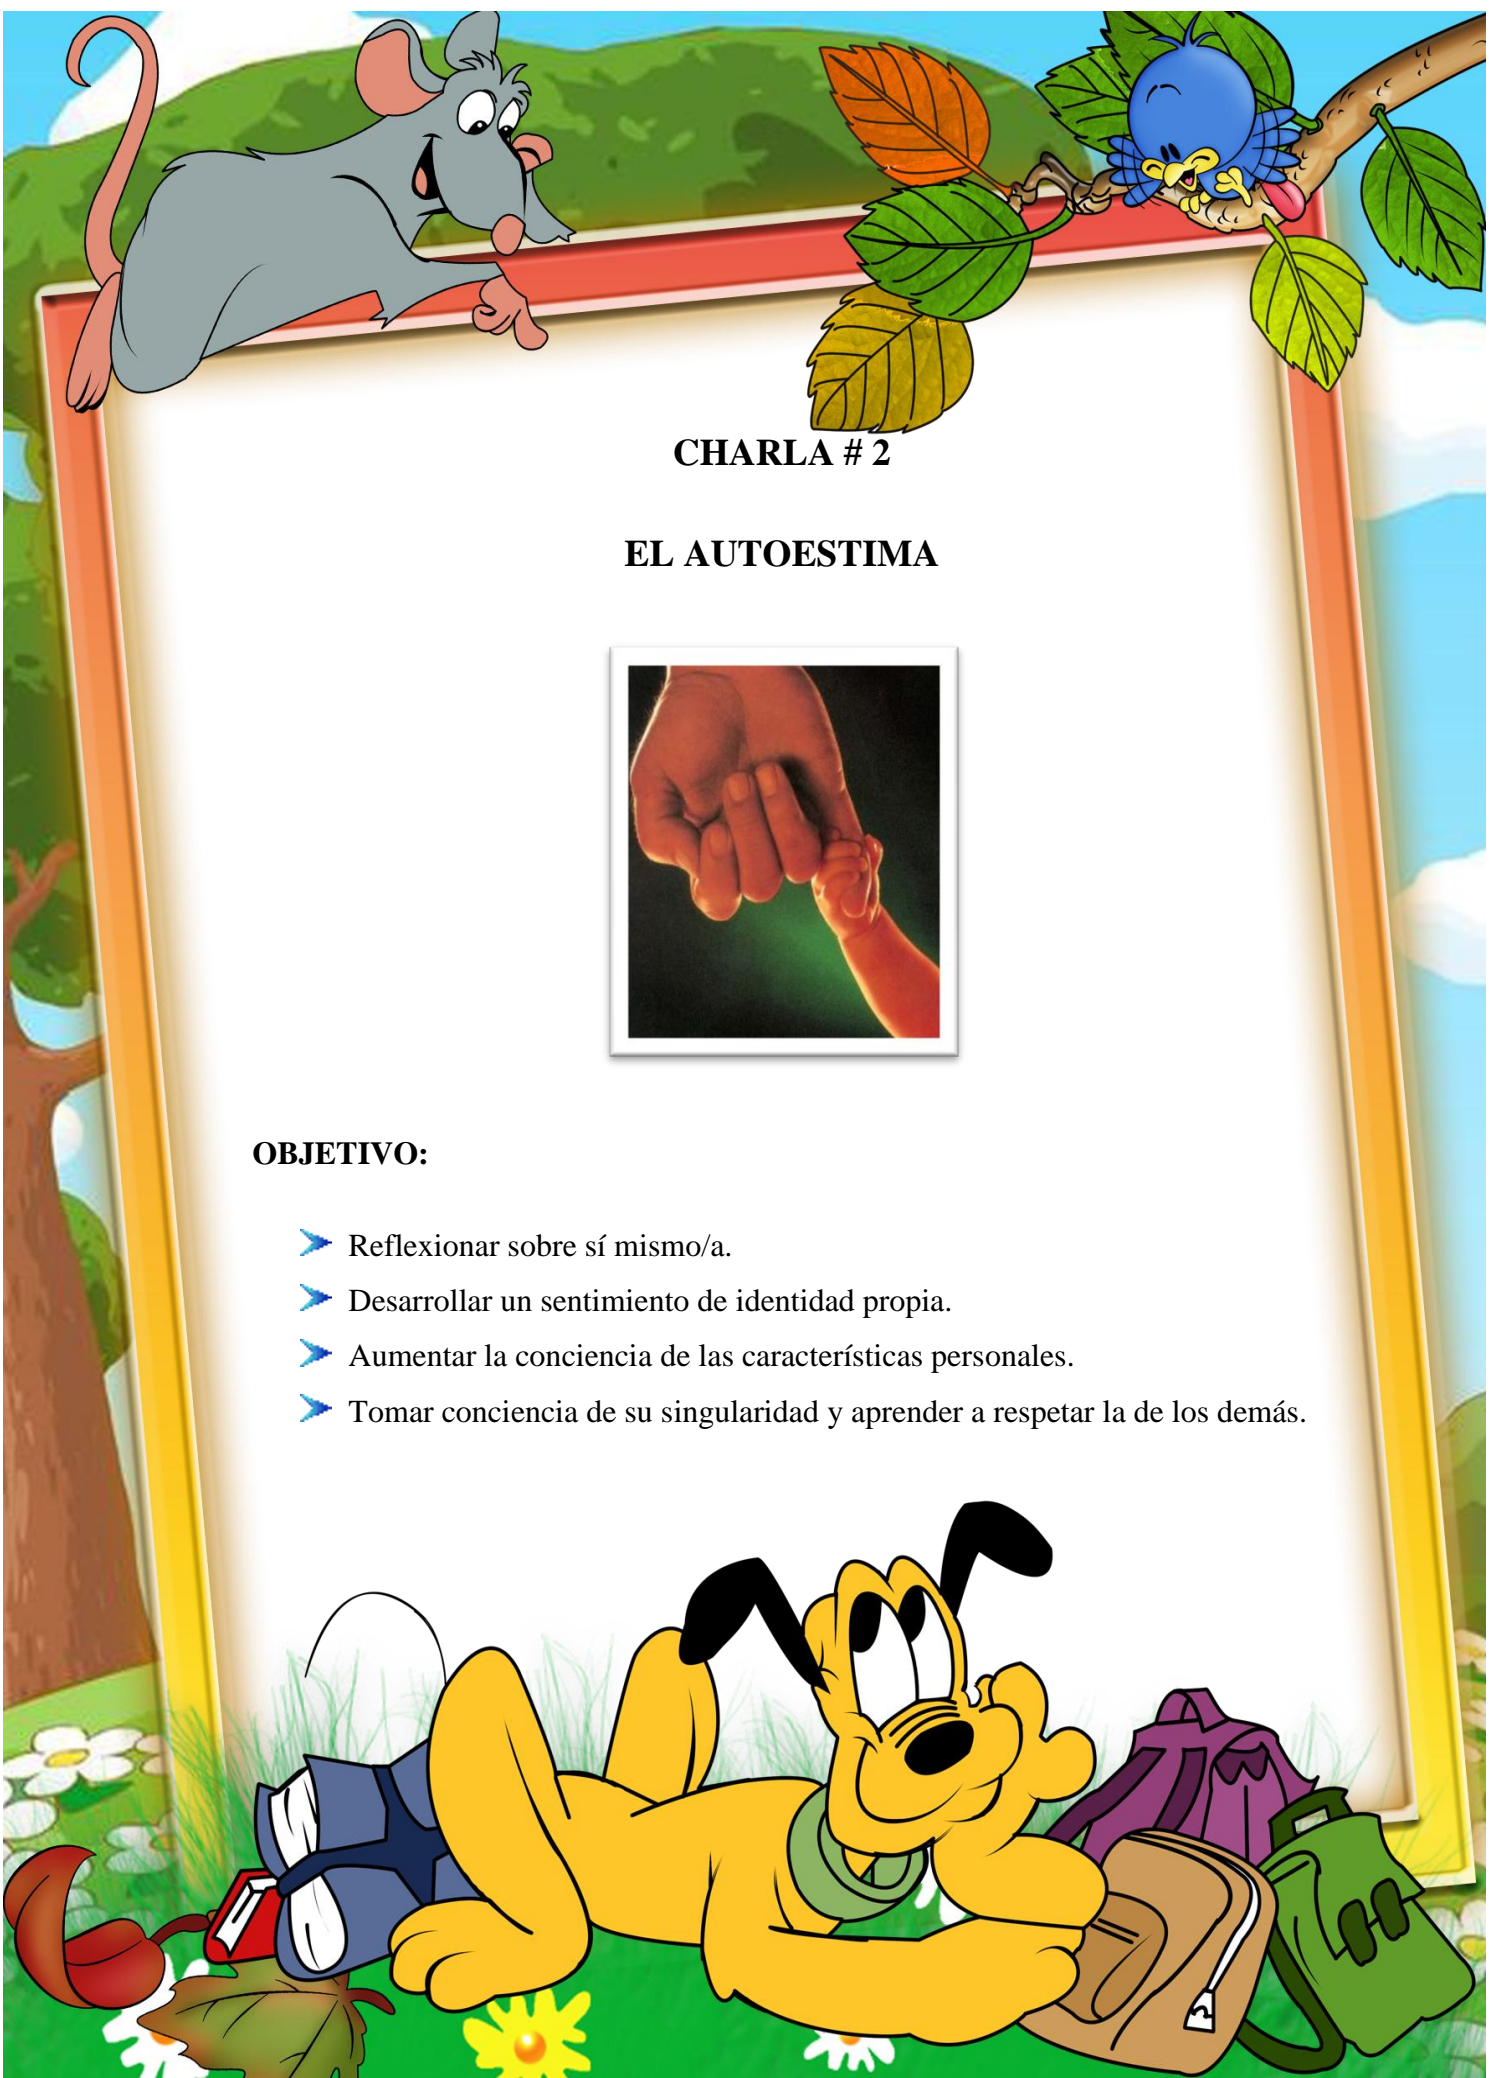 CHARLA # 2
EL AUTOESTIMA
OBJETIVO:
Reflexionar sobre sí mismo/a.
Desarrollar un sentimiento de identidad propia.
Aumentar la conciencia de las características personales.
Tomar conciencia de su singularidad y aprender a respetar la de los demás.